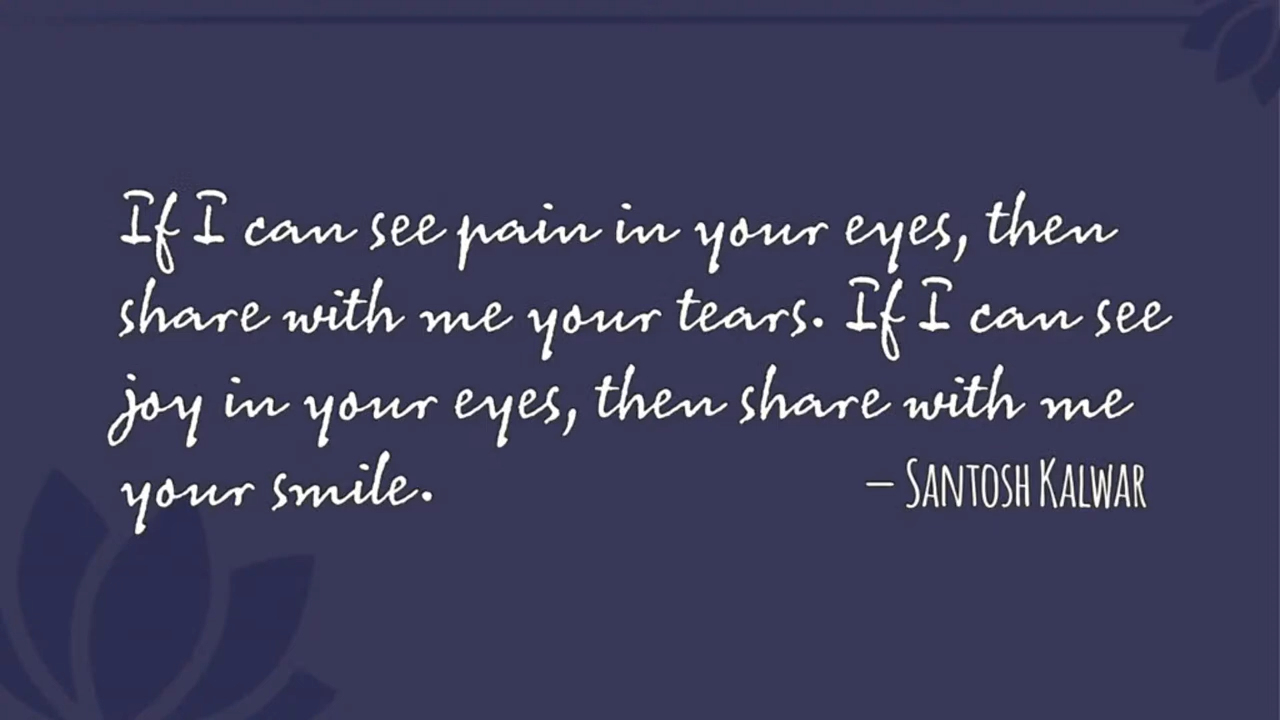 If I can see pain in your eyes, then
share with me your tears. If I can see
joy in your eyes, then share with me
your smile.
– SANTOSH KALWAR